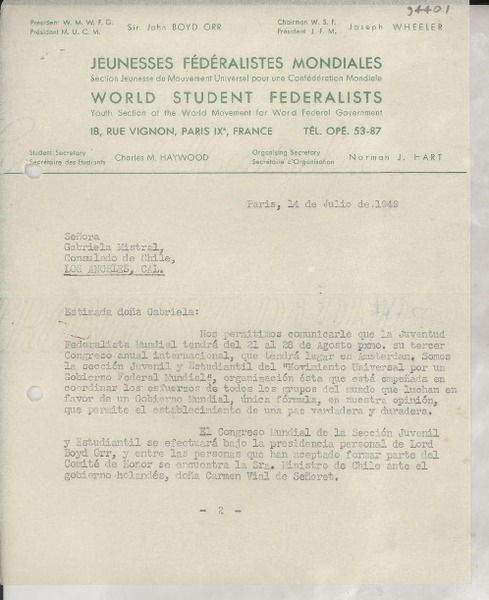 94401
President W. M. W. F. G. Sir. John BOYD ORR Chairman W. S. F. Joseph WHEELER
Président M. U. C. M. Président J. F. M.
JEUNESSES FÉDÉRALISTES MONDIALES
Section Jeunesse du Mouvement Universel pour une Confédération Mondiale
WORLD STUDENT FEDERALISTS
Youth Section of the World Movement for Word Federal Government
18, RUE VIGNON, PARIS IXe, FRANCE TÉL. OPÉ. 53-87
Student Secretary Charles M. HAYWOOD Organising Secretary Norman J. HART
Secrétaire des Etudiants Secrétaire d'Organisation
Paris, 14 de Julio de.1949
Señora
Gabriela Mistral,
Consulado de Chile,
LOS ANGELES, CAL.
Estimada doña Gabriela:
Nos permitimos comunicarle que la Juventud
Federalista Mundial tendrá del 21 al 28 de Agosto pxmo. su tercer
Congreso anual internacional, que tendrá lugar en Amsterdan. Somos
la sección Juvenil y Estudiantil del "Movimiento Universal por un
Gobierno Federal Mundial", organización ésta que está empeñada en
coordinar los esfuerzos de todos los grupos del mundo que luchan en
favor de un Gobierno Mundial, única fórmula, en nuestra opinión,
que permite el establecimiento de una paz verdadera y duradera.
El Congreso Mundial de la Sección Juvenil
y Estudiantil se efectuará bajo la presidencia personal de Lord
Boyd Orr, y entre las personas que han aceptado formar parte del
Comité de Honor se encuentra la Sra. Ministro de Chile ante el
gobierno holandés, doña Carmen Vial de Señoret.
- 2 -